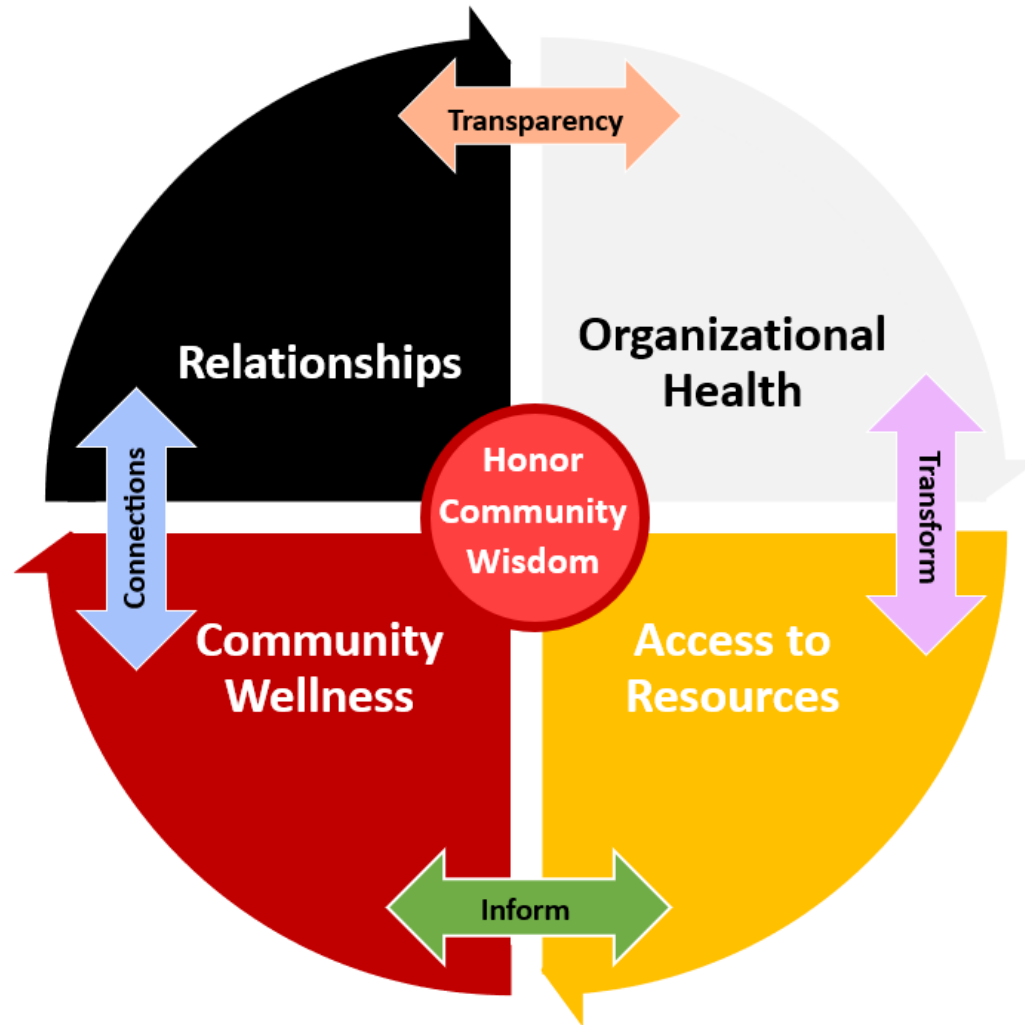 Transparency
Relationships
Organizational
Health
Connections
Transform
Honor
Community
Wisdom
Community
Wellness
Access to
Resources
Inform